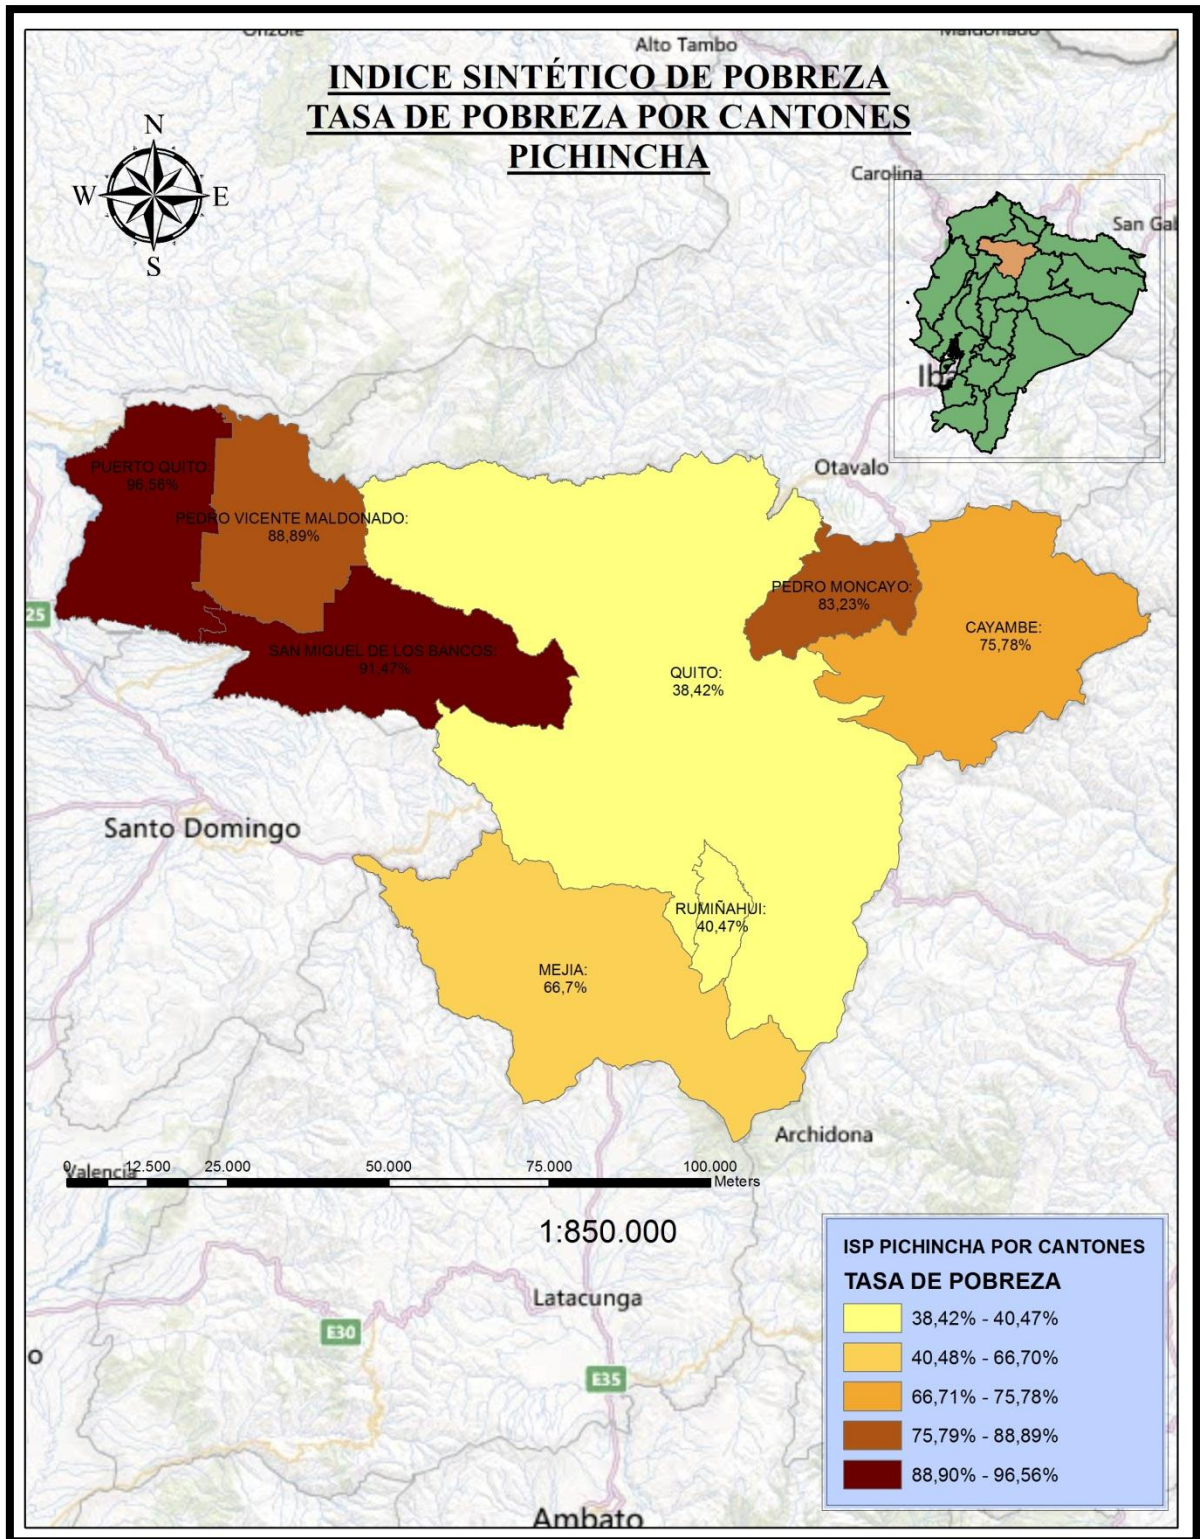 Alto Tambo
INDICE SINTÉTICO DE POBREZA
TASA DE POBREZA POR CANTONES
PICHINCHA
N
W
E
S
Carolina
San Gal
Otavalo
PUERTO QUITO:
96,56%
PEDRO VICENTE MALDONADO:
88,89%
PEDRO MONCAYO:
83,23%
CAYAMBE:
75,78%
25
SAN MIGUEL DE LOS BANCOS:
91,47%
QUITO:
38,42%
Santo Domingo
RUMIÑAHUI:
40,47%
MEJIA:
66,7%
Archidona
Valencia
0 12.500 25.000 50.000 75.000 100.000
Meters
1:850.000
ISP PICHINCHA POR CANTONES
TASA DE POBREZA
38,42% - 40,47%
40,48% - 66,70%
66,71% - 75,78%
75,79% - 88,89%
88,90% - 96,56%
Latacunga
E30
o
E35
Ambato